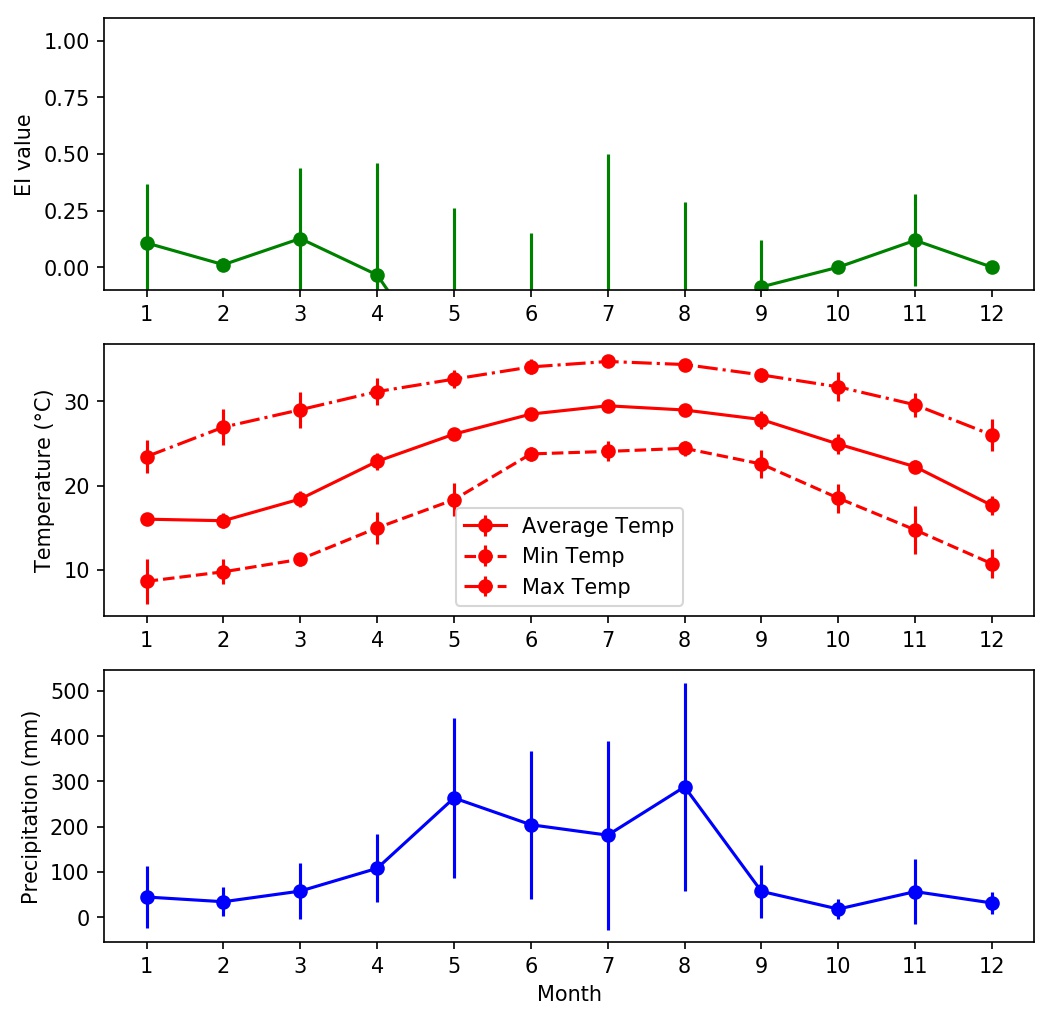 1.00
0.75
0.50
0.25
0.00
EI value
1 2 3 4 5 6 7 8 9 10 11 12
30
20
10
Temperature (°C)
Average Temp
Min Temp
Max Temp
1 2 3 4 5 6 7 8 9 10 11 12
500
400
300
200
100
0
Precipitation (mm)
1 2 3 4 5 6 7 8 9 10 11 12
Month